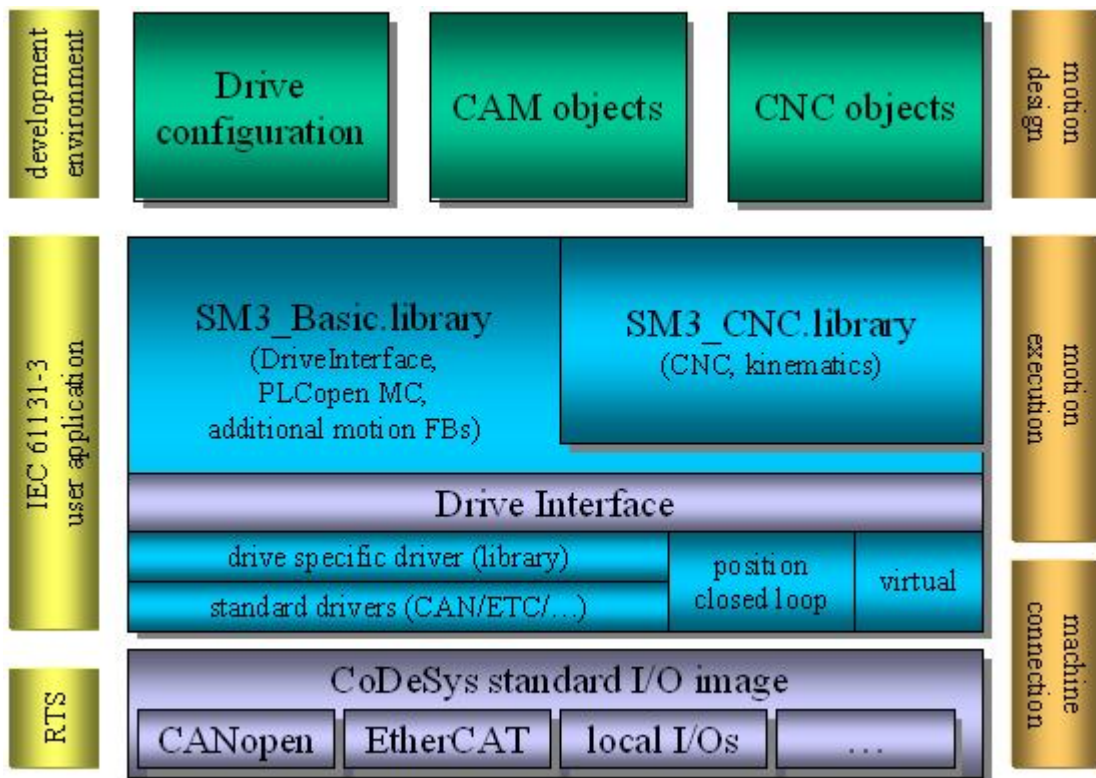 development
environment
Drive
configuration
CAM objects
CNC objects
motion
design
IEC 61131-3
user application
SM3_Basic.library
(DriveInterface,
PLCopen MC,
additional motion FBs)
SM3_CNC.library
(CNC, kinematics)
motion
execution
Drive Interface
drive specific driver (library)
standard drivers (CAN/ETC/…)
position
closed loop
virtual
machine
connection
RTS
CoDeSys standard I/O image
CANopen
EtherCAT
local I/Os
…